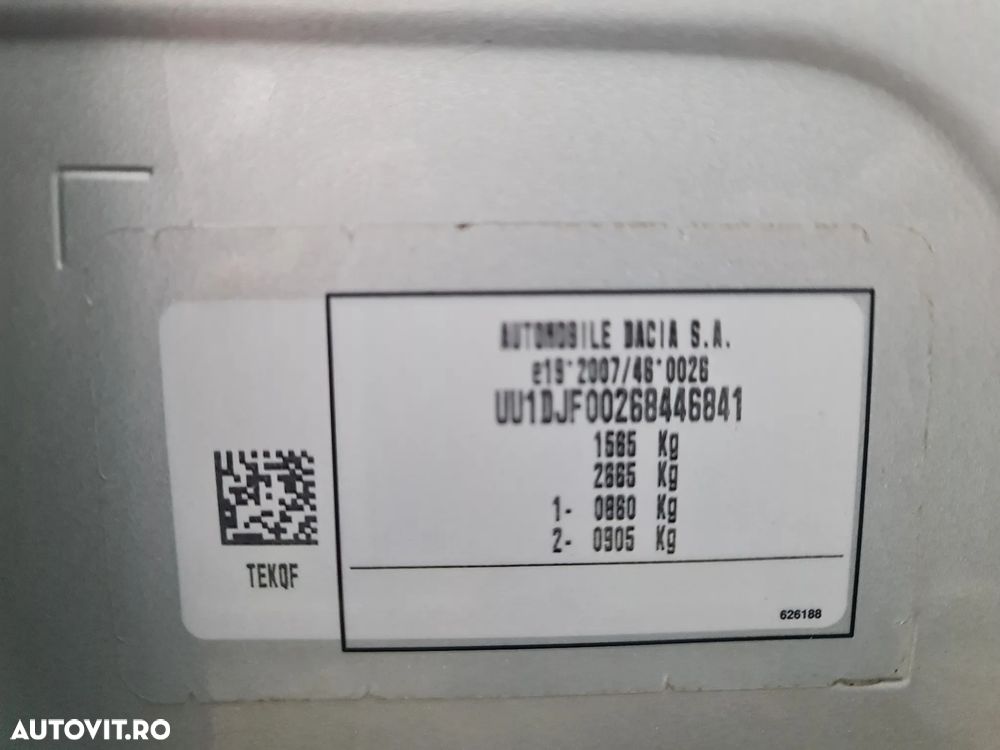 AUTOMOBILE DACIA S.A.
e19*2007/46*0026
UU1DJF00268446841
1565 Kg
2665 Kg
1- 0860 Kg
2- 0905 Kg
TEKQF
626188
AUTOVIT.RO